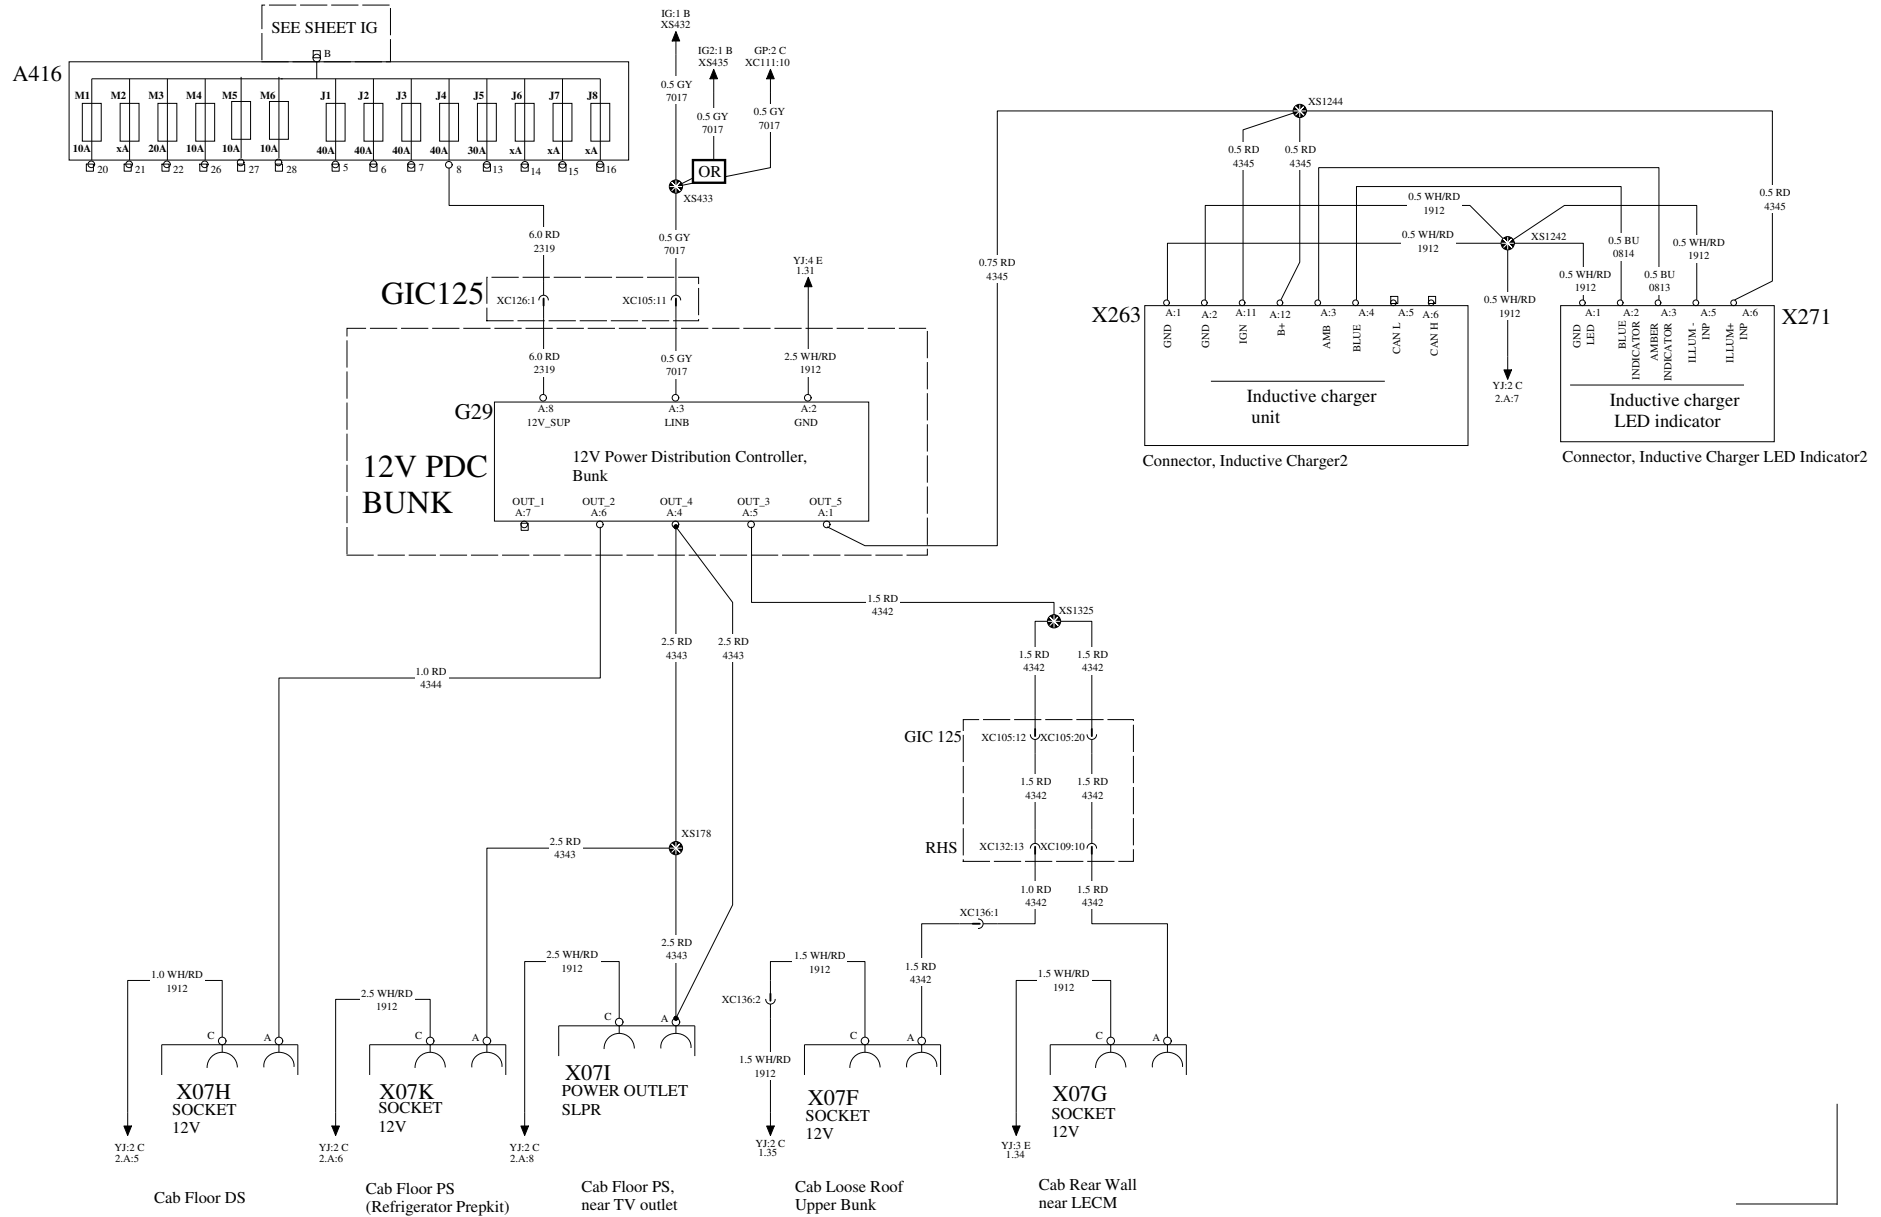 SEE SHEET IG
B
A416
M1
M2
M3
M4
M5
M6
J1
J2
J3
J4
J5
J6
J7
J8
10A
xA
20A
10A
10A
10A
40A
40A
40A
40A
30A
xA
xA
xA
20
21
22
26
27
28
5
6
7
8
13
14
15
16
IG:1 B
XS432
IG2:1 B
XS435
GP:2 C
XC111:10
0.5 GY
7017
0.5 GY
7017
0.5 GY
7017
OR
XS433
6.0 RD
2319
0.5 GY
7017
GIC125
XC126:1
XC105:11
YJ:4 E
1.31
6.0 RD
2319
0.5 GY
7017
2.5 WH/RD
1912
G29
A:8
12V_SUP
A:3
LINB
A:2
GND
12V PDC
BUNK
12V Power Distribution Controller,
Bunk
OUT_1
A:7
OUT_2
A:6
OUT_4
A:4
OUT_3
A:5
OUT_5
A:1
XS1244
0.5 RD
4345
0.5 RD
4345
0.5 RD
4345
0.75 RD
4345
0.5 WH/RD
1912
0.5 WH/RD
1912
XS1242
0.5 BU
0814
0.5 WH/RD
1912
0.5 WH/RD
1912
0.5 BU
0813
0.5 WH/RD
1912
YJ:2 C
2.A:7
X263
A:1
GND
A:2
GND
A:11
IGN
A:12
B+
A:3
AMB
A:4
BLUE
A:5
CAN L
A:6
CAN H
Inductive charger
unit
Connector, Inductive Charger2
X271
A:1
GND
LED
A:2
BLUE
INDICATOR
A:3
AMBER
INDICATOR
A:5
ILLUM -
INP
A:6
ILLUM+
INP
Inductive charger
LED indicator
Connector, Inductive Charger LED Indicator2
1.5 RD
4342
XS1325
2.5 RD
4343
2.5 RD
4343
1.0 RD
4344
1.5 RD
4342
1.5 RD
4342
GIC 125
XC105:12
XC105:20
1.5 RD
4342
1.5 RD
4342
RHS
XC132:13
XC109:10
XS178
2.5 RD
4343
1.0 RD
4342
1.5 RD
4342
XC136:1
2.5 RD
4343
1.0 WH/RD
1912
2.5 WH/RD
1912
2.5 WH/RD
1912
1.5 WH/RD
1912
1.5 RD
4342
1.5 WH/RD
1912
XC136:2
1.5 WH/RD
1912
C
A
C
A
C
A
C
A
C
A
X07H
SOCKET
12V
X07K
SOCKET
12V
X07I
POWER OUTLET
SLPR
X07F
SOCKET
12V
X07G
SOCKET
12V
YJ:2 C
2.A:5
YJ:2 C
2.A:6
YJ:2 C
2.A:8
YJ:2 C
1.35
YJ:3 E
1.34
Cab Floor DS
Cab Floor PS
(Refrigerator Prepkit)
Cab Floor PS,
near TV outlet
Cab Loose Roof
Upper Bunk
Cab Rear Wall
near LECM